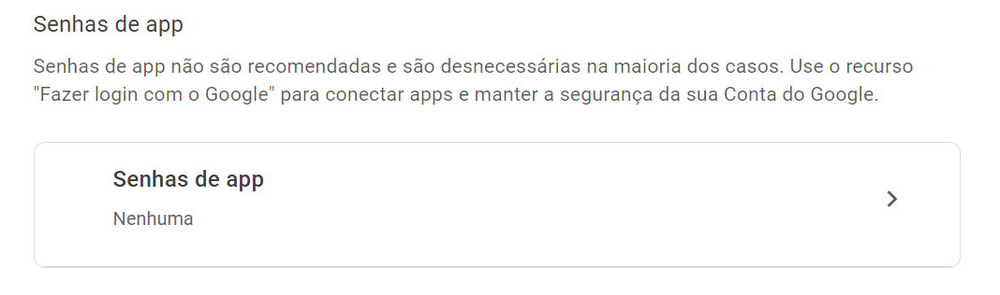 Senhas de app
Senhas de app não são recomendadas e são desnecessárias na maioria dos casos. Use o recurso
"Fazer login com o Google" para conectar apps e manter a segurança da sua Conta do Google.
Senhas de app
Nenhuma